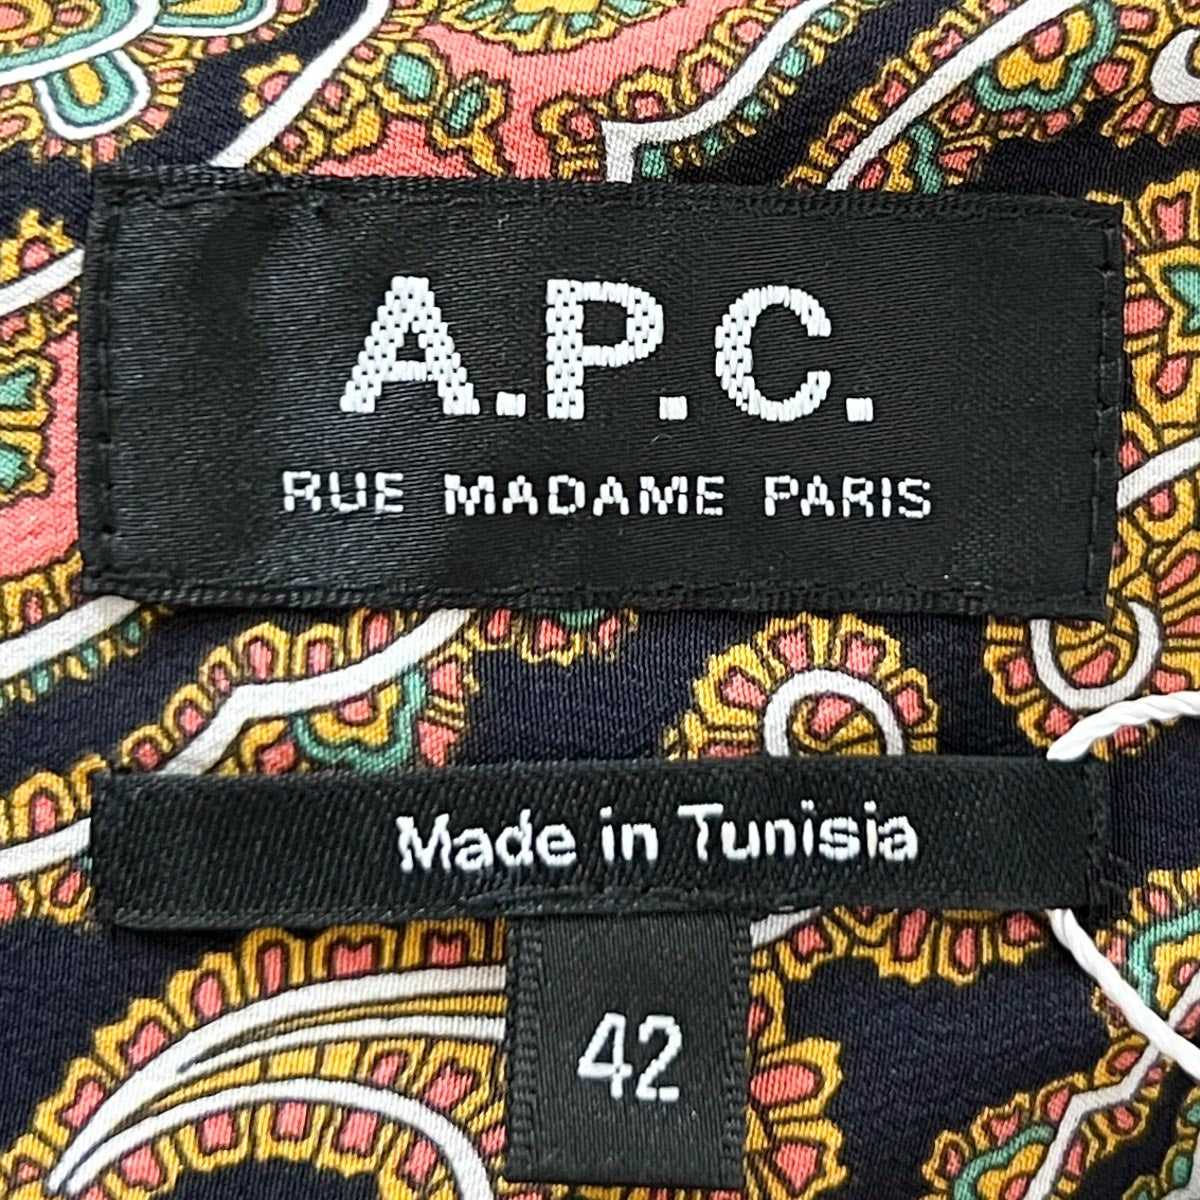 A.P.C.
RUE MADAME PARIS
Made in Tunisia
42